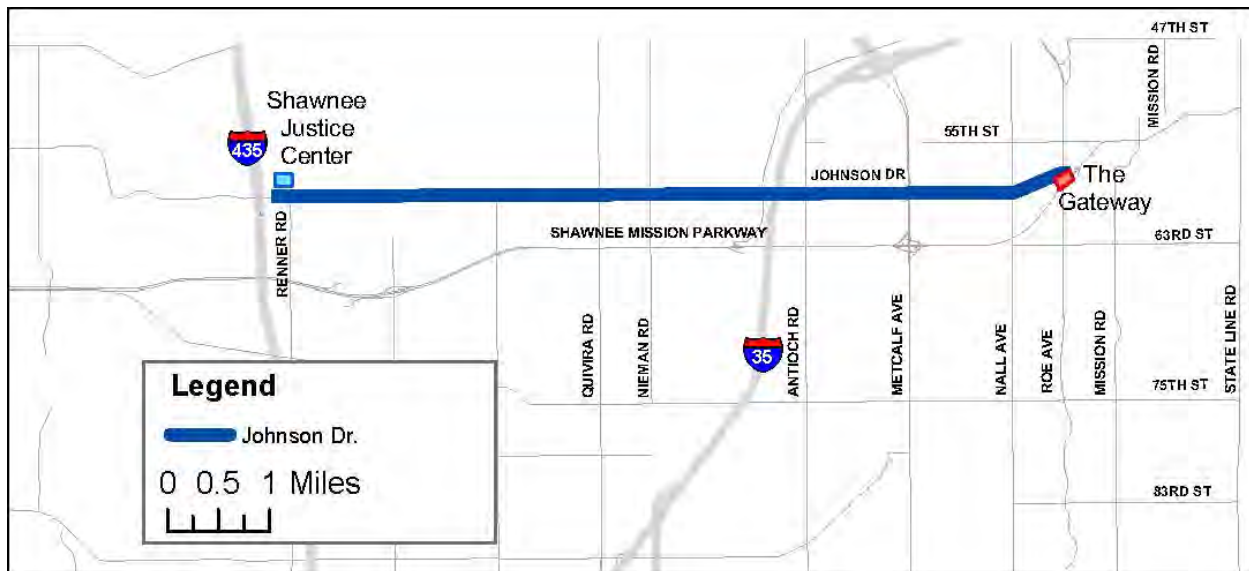 47TH ST
MISSION RD
55TH ST
Shawnee
Justice
Center
435
JOHNSON DR
The
Gateway
SHAWNEE MISSION PARKWAY
63RD ST
RENNER RD
QUIVIRA RD
NIEMAN RD
35
ANTIOCH RD
METCALF AVE
NALL AVE
ROE AVE
MISSION RD
STATE LINE RD
75TH ST
83RD ST
Legend
Johnson Dr.
0 0.5 1 Miles